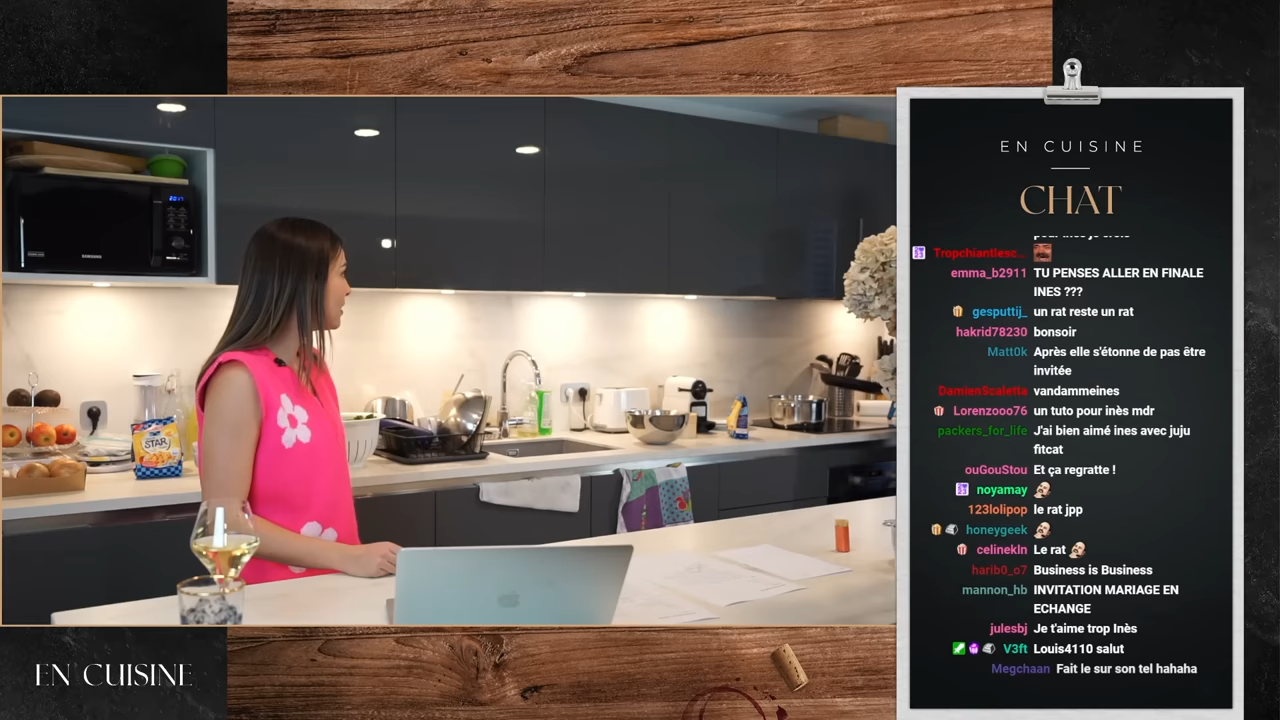 EN CUISINE
CHAT
Tropchiantlesc...
emma_b2911 TU PENSES ALLER EN FINALE
INES ???
gesputtij_ un rat reste un rat
hakrid78230 bonsoir
Matt0k Après elle s'étonne de pas être
invitée
DamienScaletta vandammeines
Lorenzooo76 un tuto pour inès mdr
packers_for_life J'ai bien aimé ines avec juju
fitcat
ouGouStou Et ça regratte !
noyamay
123lolipop le rat jpp
honeygeek
celinekln Le rat
harib0_o7 Business is Business
mannon_hb INVITATION MARIAGE EN
ECHANGE
julesbj Je t'aime trop Inès
V3ft Louis4110 salut
Megchaan Fait le sur son tel hahaha
SAMSUNG
STAR
EN CUISINE